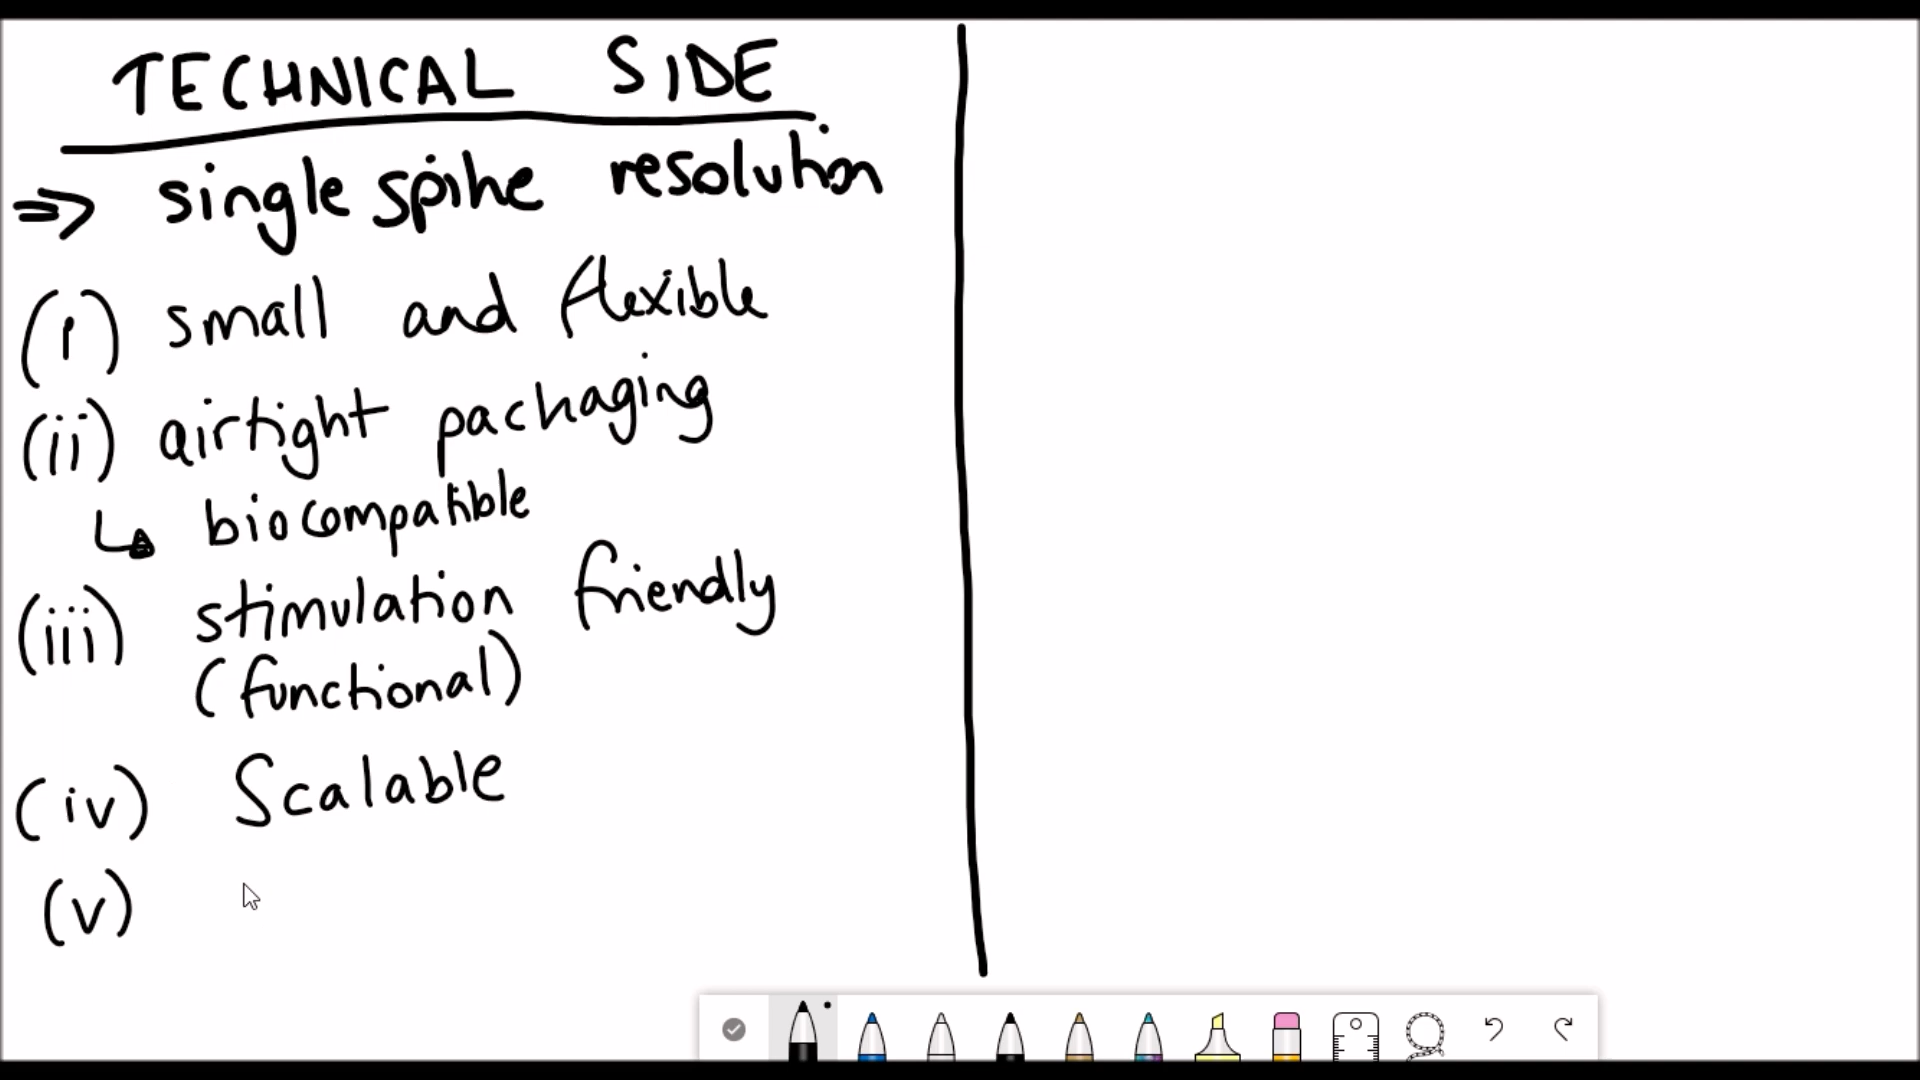 TECHNICAL SIDE
⇒ single spike resolution
(i) small and flexible
(ii) airtight packaging
↳ biocompatible
(iii) stimulation friendly
(functional)
(iv) Scalable
(v)